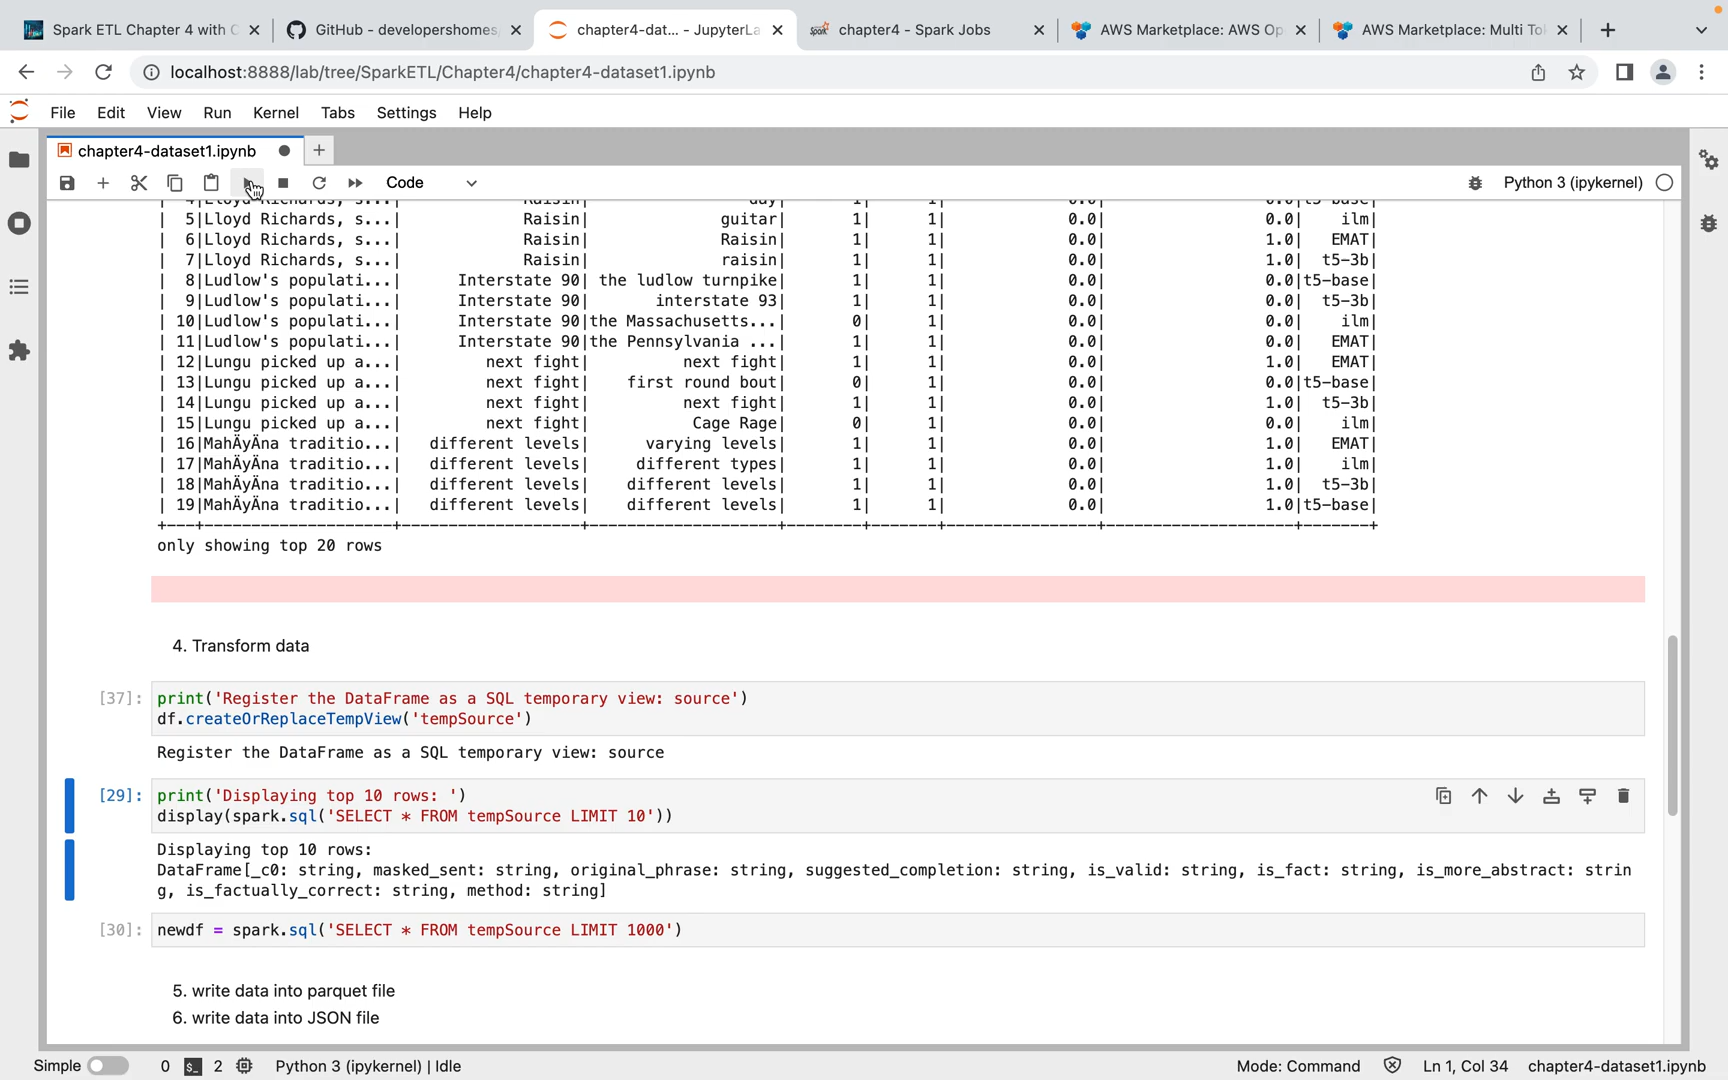 Spark ETL Chapter 4 with C
GitHub - developershomes,
chapter4-dat... - JupyterLa
chapter4 - Spark Jobs
AWS Marketplace: AWS Op
AWS Marketplace: Multi To
localhost:8888/lab/tree/SparkETL/Chapter4/chapter4-dataset1.ipynb
File Edit View Run Kernel Tabs Settings Help
chapter4-dataset1.ipynb
Code
Python 3 (ipykernel)
| 4|Lloyd Richards, s...| Raisin| day| 1| 1| 0.0| 0.0|t5-base|
| 5|Lloyd Richards, s...| Raisin| guitar| 1| 1| 0.0| 0.0| ilm|
| 6|Lloyd Richards, s...| Raisin| Raisin| 1| 1| 0.0| 1.0| EMAT|
| 7|Lloyd Richards, s...| Raisin| raisin| 1| 1| 0.0| 1.0| t5-3b|
| 8|Ludlow's populati...| Interstate 90| the ludlow turnpike| 1| 1| 0.0| 0.0|t5-base|
| 9|Ludlow's populati...| Interstate 90| interstate 93| 1| 1| 0.0| 0.0| t5-3b|
| 10|Ludlow's populati...| Interstate 90|the Massachusetts...| 0| 1| 0.0| 0.0| ilm|
| 11|Ludlow's populati...| Interstate 90|the Pennsylvania ...| 1| 1| 0.0| 0.0| EMAT|
| 12|Lungu picked up a...| next fight| next fight| 1| 1| 0.0| 1.0| EMAT|
| 13|Lungu picked up a...| next fight| first round bout| 0| 1| 0.0| 0.0|t5-base|
| 14|Lungu picked up a...| next fight| next fight| 1| 1| 0.0| 1.0| t5-3b|
| 15|Lungu picked up a...| next fight| Cage Rage| 0| 1| 0.0| 0.0| ilm|
| 16|MahÄyÄna traditio...| different levels| varying levels| 1| 1| 0.0| 1.0| EMAT|
| 17|MahÄyÄna traditio...| different levels| different types| 1| 1| 0.0| 1.0| ilm|
| 18|MahÄyÄna traditio...| different levels| different levels| 1| 1| 0.0| 1.0| t5-3b|
| 19|MahÄyÄna traditio...| different levels| different levels| 1| 1| 0.0| 1.0|t5-base|
+---+--------------------+------------------+--------------------+--------+-------+----------------+--------------------+-------+
only showing top 20 rows
4. Transform data
[37]: print('Register the DataFrame as a SQL temporary view: source')
df.createOrReplaceTempView('tempSource')
Register the DataFrame as a SQL temporary view: source
[29]: print('Displaying top 10 rows: ')
display(spark.sql('SELECT * FROM tempSource LIMIT 10'))
Displaying top 10 rows:
DataFrame[_c0: string, masked_sent: string, original_phrase: string, suggested_completion: string, is_valid: string, is_fact: string, is_more_abstract: strin
g, is_factually_correct: string, method: string]
[30]: newdf = spark.sql('SELECT * FROM tempSource LIMIT 1000')
5. write data into parquet file
6. write data into JSON file
Simple 0 2 Python 3 (ipykernel) | Idle Mode: Command Ln 1, Col 34 chapter4-dataset1.ipynb